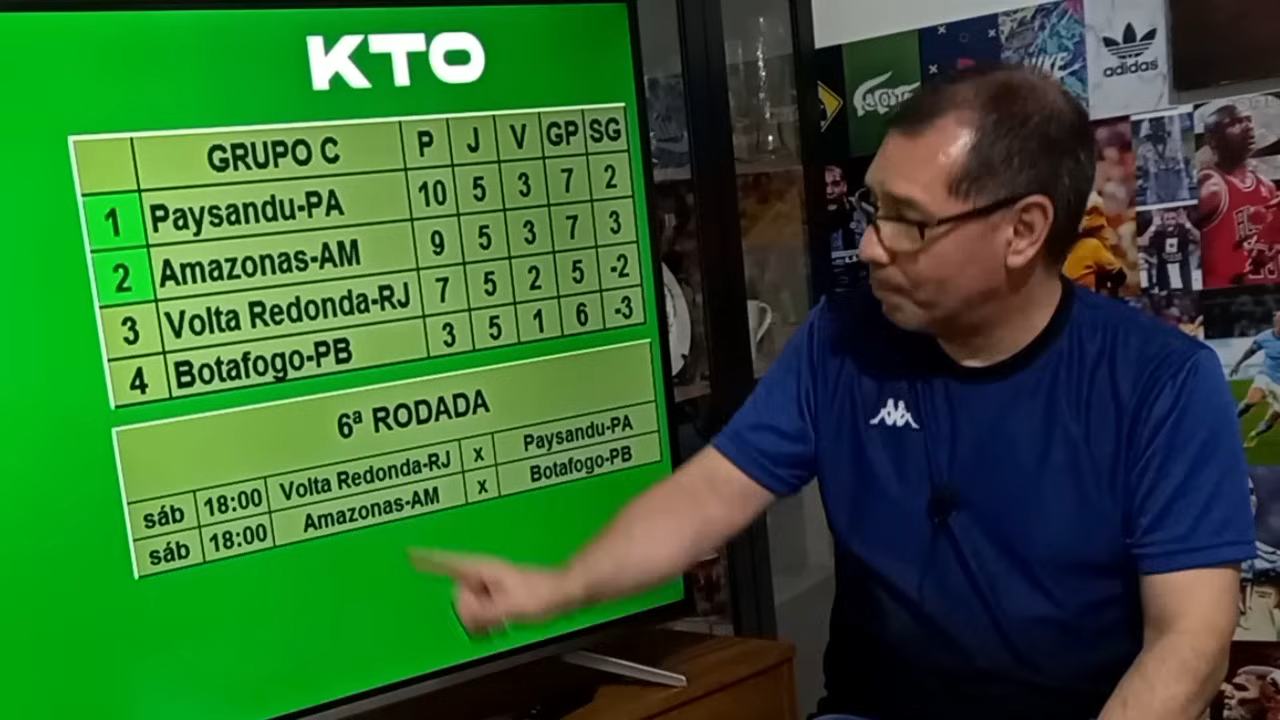 KTO
GRUPO C P J V GP SG
1 Paysandu-PA 10 5 3 7 2
2 Amazonas-AM 9 5 3 7 3
3 Volta Redonda-RJ 7 5 2 5 -2
4 Botafogo-PB 3 5 1 6 -3
6ª RODADA
sáb 18:00 Volta Redonda-RJ x Paysandu-PA
sáb 18:00 Amazonas-AM x Botafogo-PB
adidas